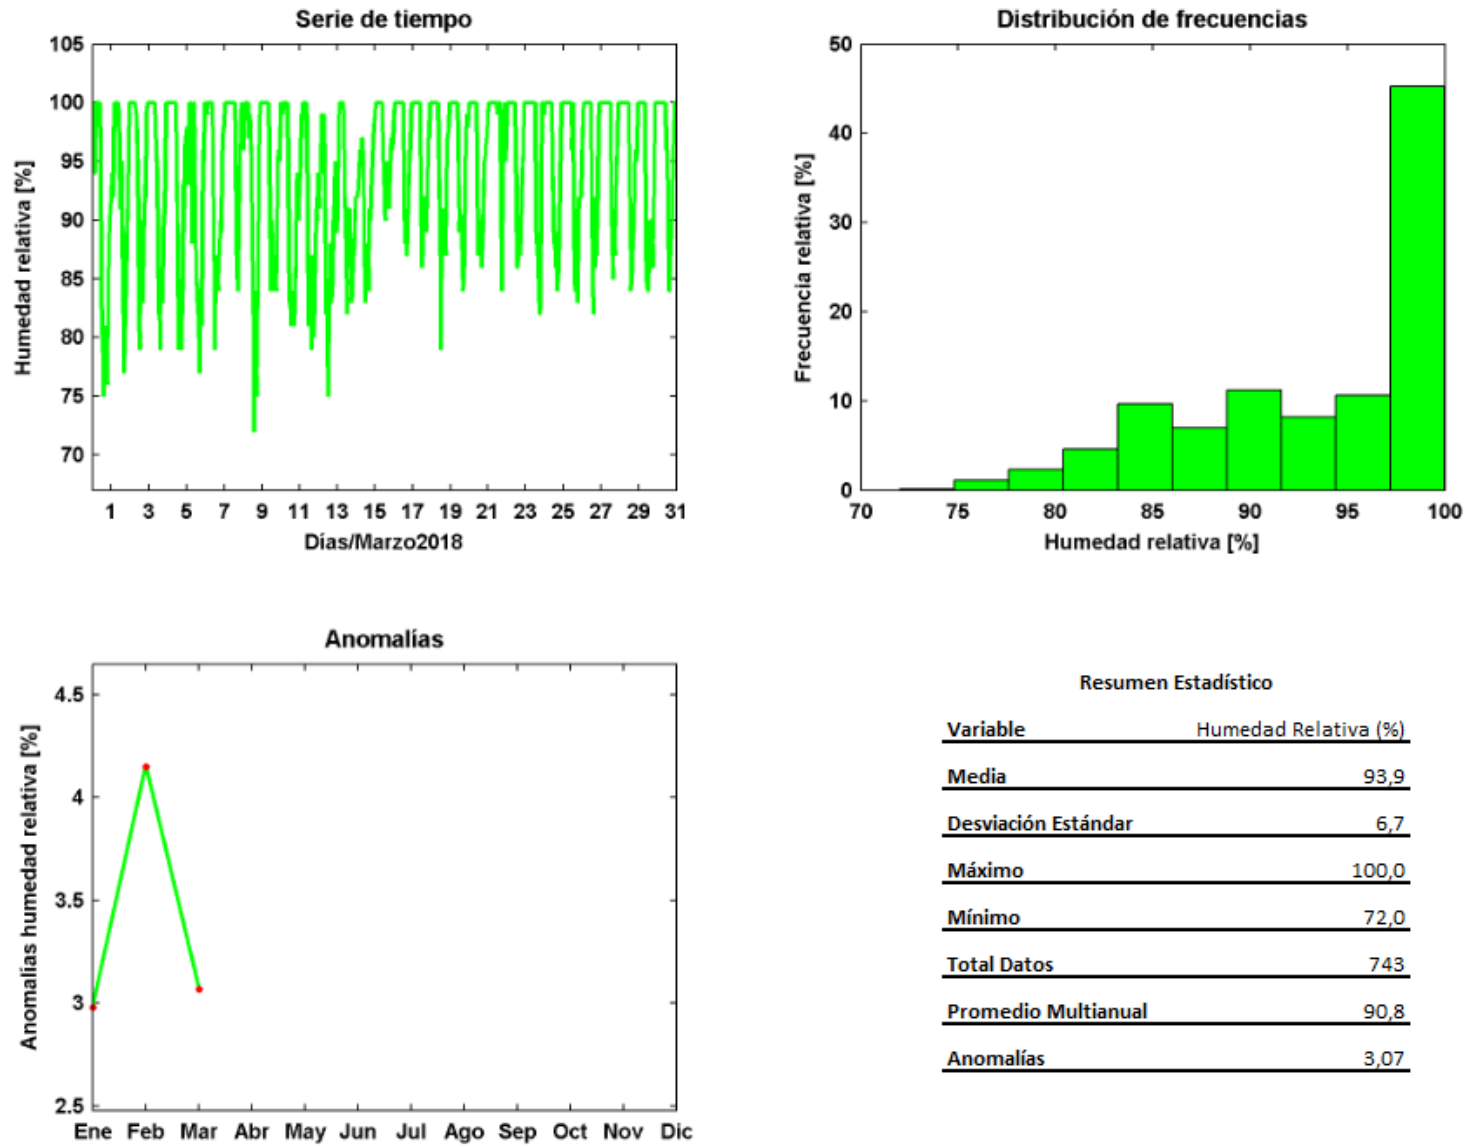 Serie de tiempo
105
100
95
90
85
80
75
70
Humedad relativa [%]
1 3 5 7 9 11 13 15 17 19 21 23 25 27 29 31
Días/Marzo2018
Distribución de frecuencias
50
40
30
20
10
0
Frecuencia relativa [%]
70 75 80 85 90 95 100
Humedad relativa [%]
Anomalías
4.5
4
3.5
3
2.5
Anomalías humedad relativa [%]
Ene Feb Mar Abr May Jun Jul Ago Sep Oct Nov Dic
Resumen Estadístico
Variable Humedad Relativa (%)
Media 93,9
Desviación Estándar 6,7
Máximo 100,0
Mínimo 72,0
Total Datos 743
Promedio Multianual 90,8
Anomalías 3,07